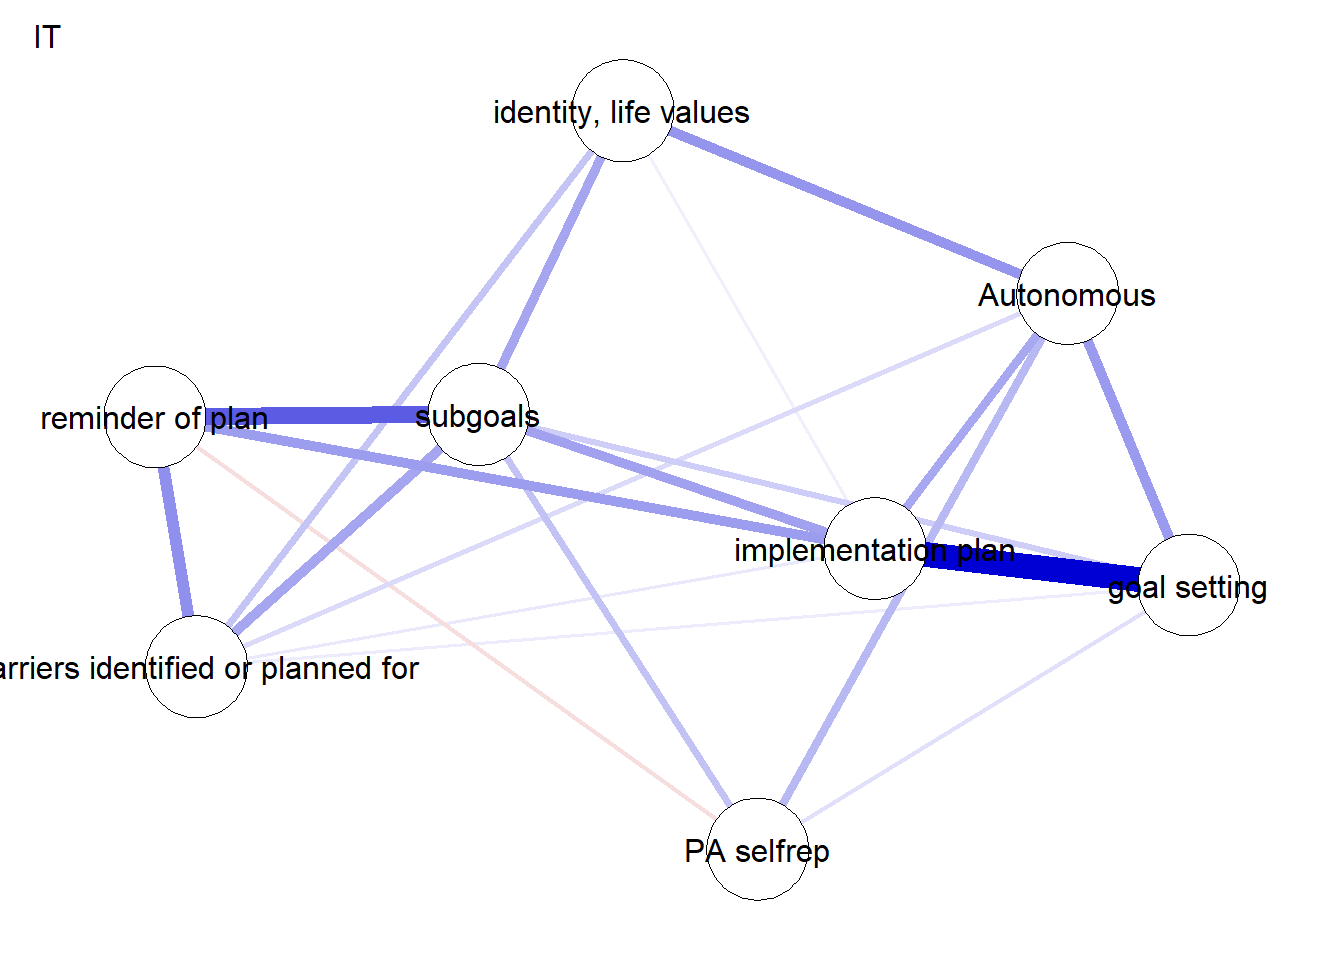 IT
identity, life values
Autonomous
reminder of plan
subgoals
implementation plan
goal setting
arriers identified or planned for
PA selfrep